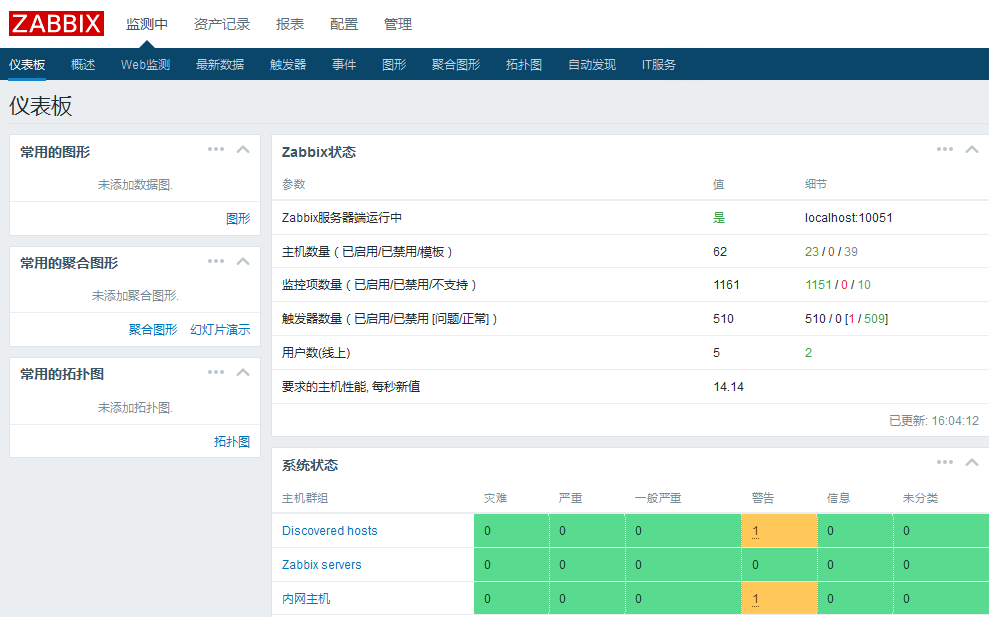 ZABBIX 监测中 资产记录 报表 配置 管理
仪表板 概述 Web监测 最新数据 触发器 事件 图形 聚合图形 拓扑图 自动发现 IT服务
仪表板
常用的图形
未添加数据图.
图形
常用的聚合图形
未添加聚合图形.
聚合图形 幻灯片演示
常用的拓扑图
未添加拓扑图.
拓扑图
Zabbix状态
参数 值 细节
Zabbix服务器端运行中 是 localhost:10051
主机数量(已启用/已禁用/模板) 62 23 / 0 / 39
监控项数量(已启用/已禁用/不支持) 1161 1151 / 0 / 10
触发器数量(已启用/已禁用 [问题/正常]) 510 510 / 0 [1 / 509]
用户数(线上) 5 2
要求的主机性能, 每秒新值 14.14
已更新: 16:04:12
系统状态
主机群组 灾难 严重 一般严重 警告 信息 未分类
Discovered hosts 0 0 0 1 0 0
Zabbix servers 0 0 0 0 0 0
内网主机 0 0 0 1 0 0